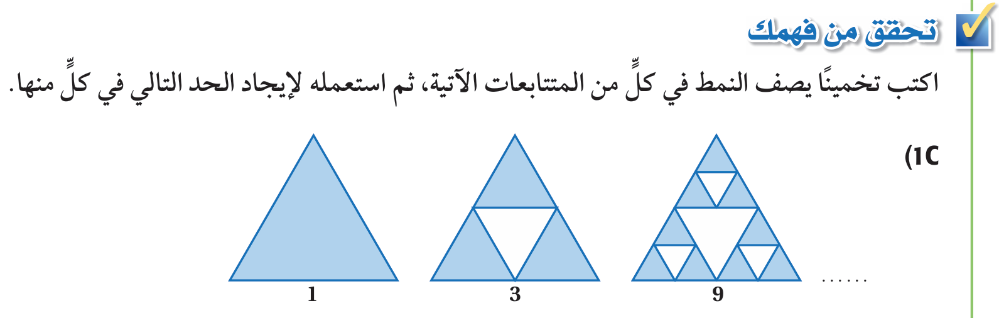 تحقق من فهمك
اكتب تخمينًا يصف النمط في كلٍّ من المتتابعات الآتية، ثم استعمله لإيجاد الحد التالي في كلٍّ منها.
(1C
1 3 9 ......